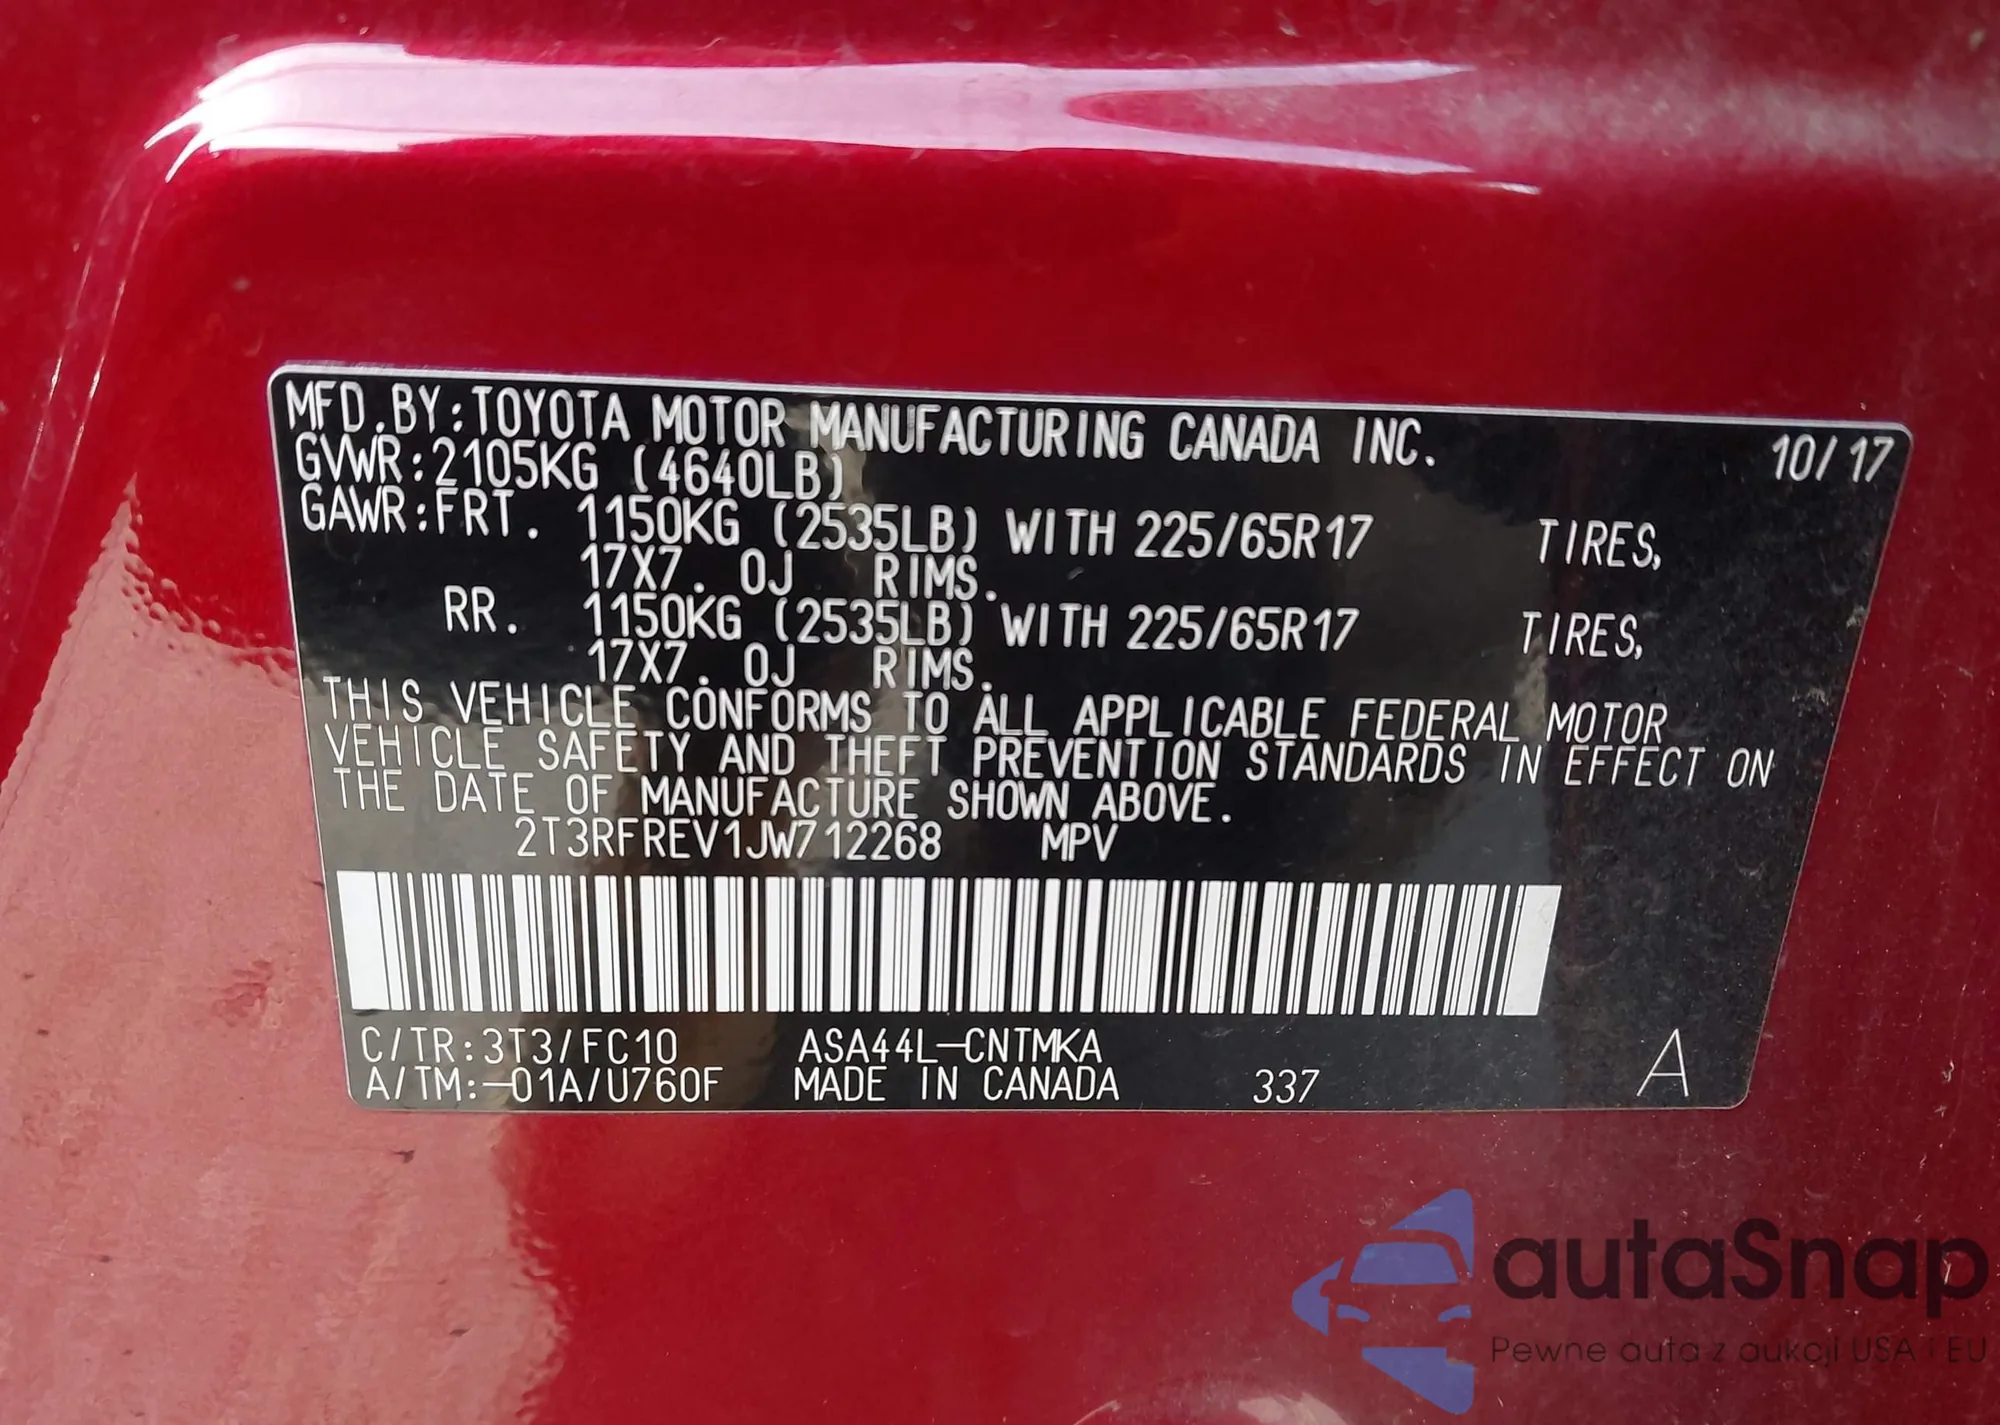 MFD.BY:TOYOTA MOTOR MANUFACTURING CANADA INC. 10/17
GVWR:2105KG (4640LB)
GAWR:FRT. 1150KG (2535LB) WITH 225/65R17 TIRES,
17X7. 0J RIMS.
RR. 1150KG (2535LB) WITH 225/65R17 TIRES,
17X7. 0J RIMS.
THIS VEHICLE CONFORMS TO ALL APPLICABLE FEDERAL MOTOR
VEHICLE SAFETY AND THEFT PREVENTION STANDARDS IN EFFECT ON
THE DATE OF MANUFACTURE SHOWN ABOVE.
2T3RFREV1JW712268 MPV
C/TR:3T3/FC10 ASA44L-CNTMKA
A/TM:-01A/U760F MADE IN CANADA 337 A
autaSnap
Pewne auta z aukcji USA i EU